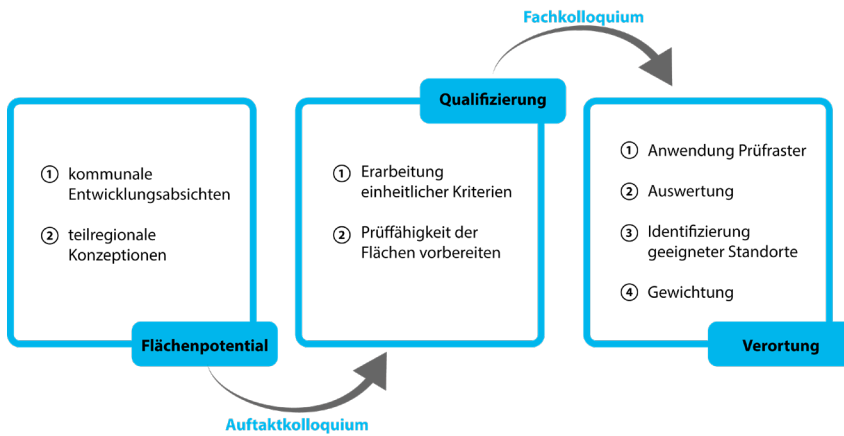 Fachkolloquium
Qualifizierung
1 kommunale
Entwicklungsabsichten
2 teilregionale
Konzeptionen
Flächenpotential
1 Erarbeitung
einheitlicher Kriterien
2 Prüffähigkeit der
Flächen vorbereiten
1 Anwendung Prüfraster
2 Auswertung
3 Identifizierung
geeigneter Standorte
4 Gewichtung
Verortung
Auftaktkolloquium